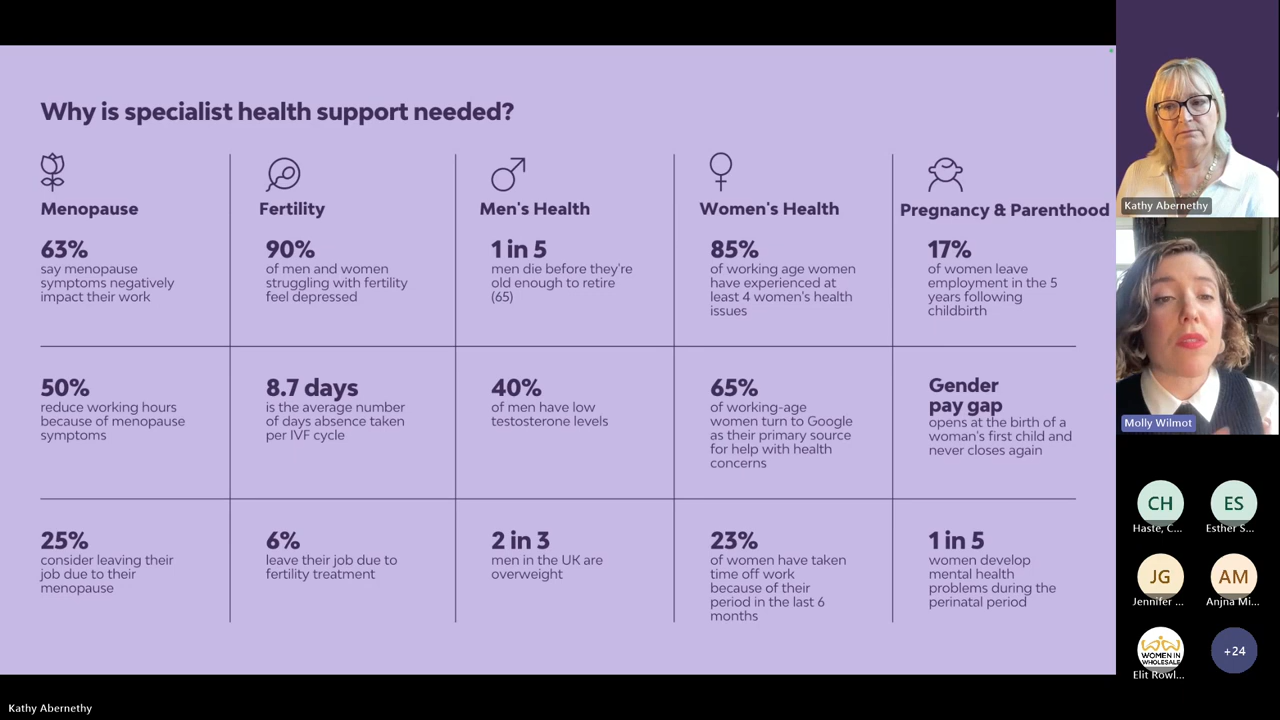 Why is specialist health support needed?
Menopause
63%
say menopause
symptoms negatively
impact their work
50%
reduce working hours
because of menopause
symptoms
25%
consider leaving their
job due to their
menopause
Fertility
90%
of men and women
struggling with fertility
feel depressed
8.7 days
is the average number
of days absence taken
per IVF cycle
6%
leave their job due to
fertility treatment
Men's Health
1 in 5
men die before they're
old enough to retire
(65)
40%
of men have low
testosterone levels
2 in 3
men in the UK are
overweight
Women's Health
85%
of working age women
have experienced at
least 4 women's health
issues
65%
of working-age
women turn to Google
as their primary source
for help with health
concerns
23%
of women have taken
time off work
because of their
period in the last 6
months
Pregnancy & Parenthood
17%
of women leave
employment in the 5
years following
childbirth
Gender
pay gap
opens at the birth of a
woman's first child and
never closes again
1 in 5
women develop
mental health
problems during the
perinatal period
Kathy Abernethy
Molly Wilmot
CH
Haste, C...
ES
Esther S...
JG
Jennifer ...
AM
Anjna Mi...
WOMEN IN
WHOLESALE
Elit Rowl...
+24
Kathy Abernethy